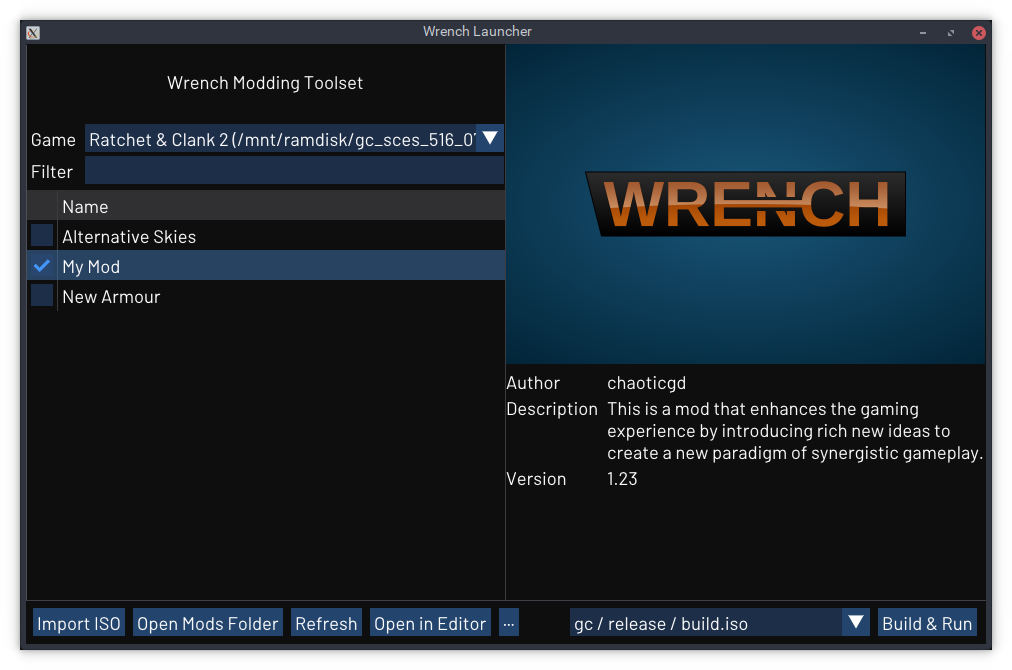 Wrench Launcher
Wrench Modding Toolset
Game Ratchet & Clank 2 (/mnt/ramdisk/gc_sces_516_0
Filter
Name
Alternative Skies
My Mod
New Armour
WRENCH
Author chaoticgd
Description This is a mod that enhances the gaming
experience by introducing rich new ideas to
create a new paradigm of synergistic gameplay.
Version 1.23
Import ISO Open Mods Folder Refresh Open in Editor ... gc / release / build.iso Build & Run